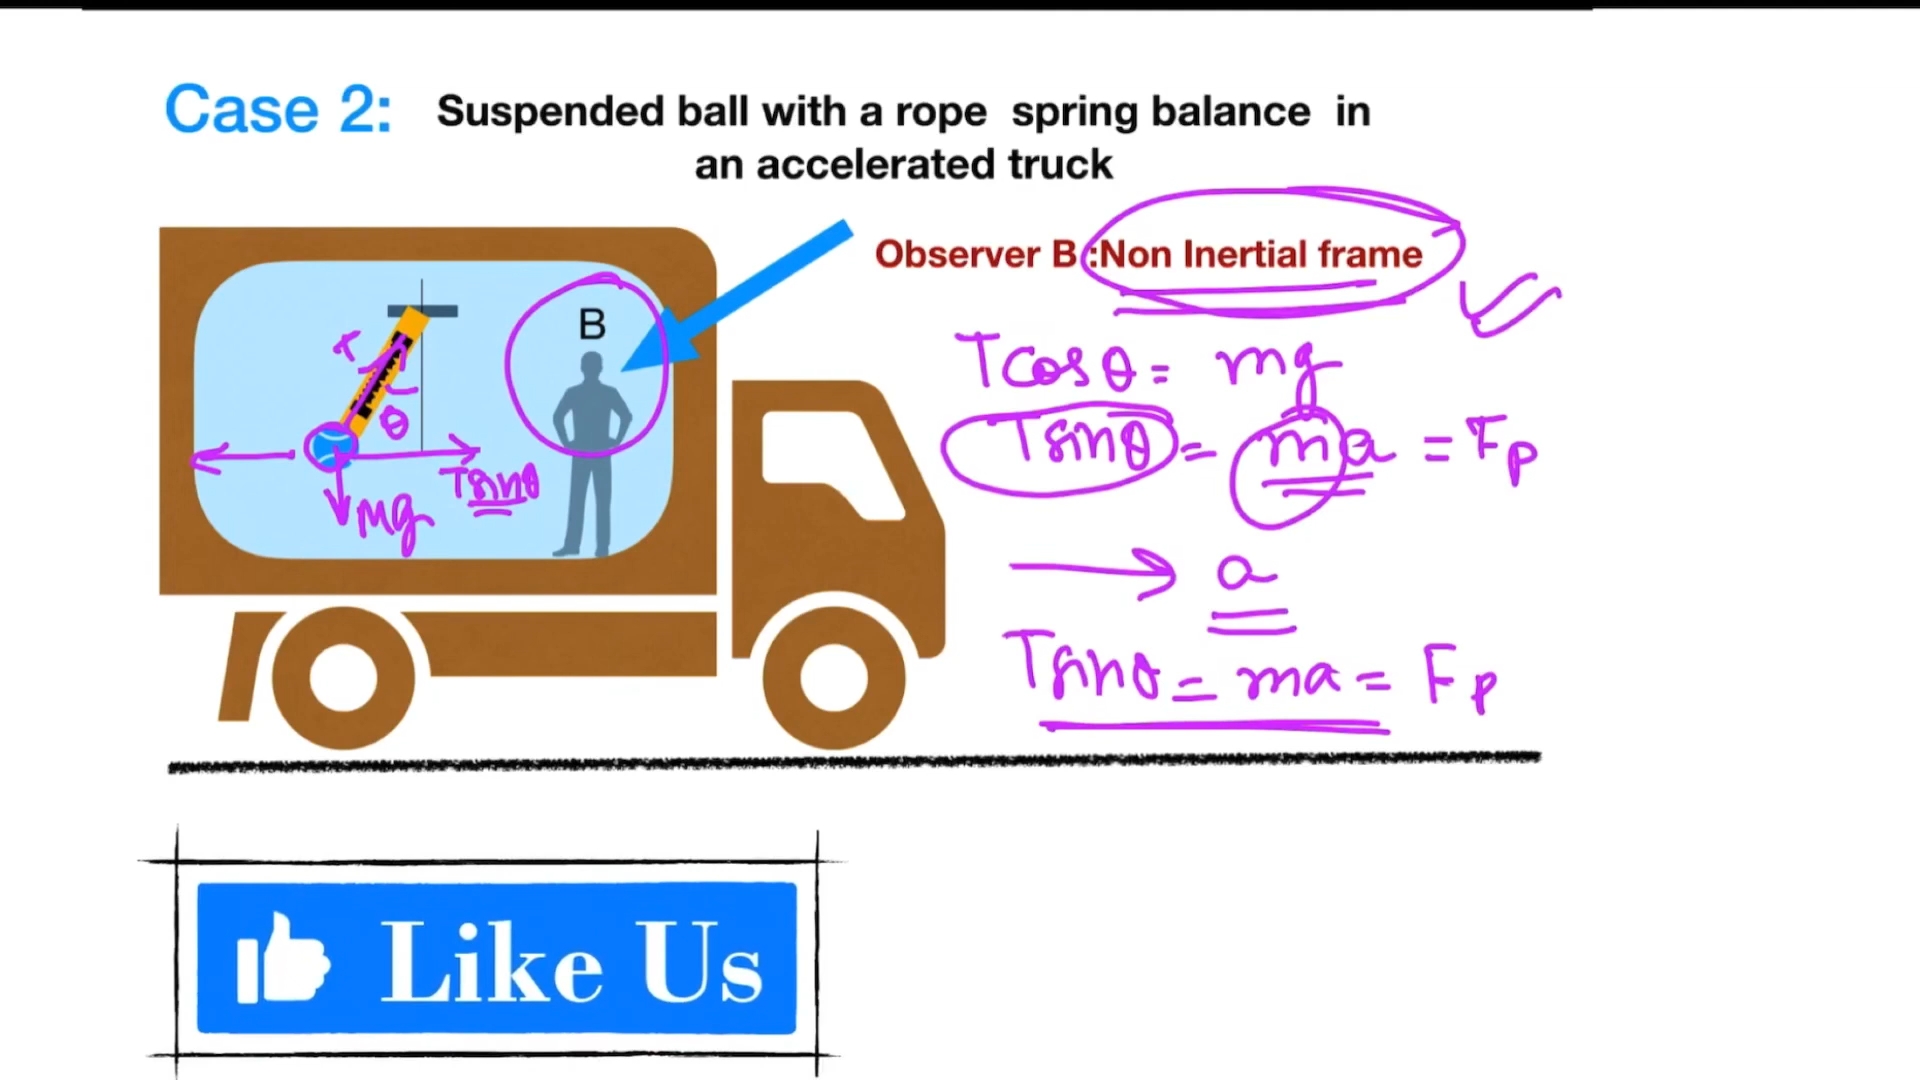 Case 2: Suspended ball with a rope spring balance in
an accelerated truck
Observer B :Non Inertial frame
B
T
θ
Tsinθ
Mg
Tcosθ = mg
Tsinθ = ma = Fp
a
Tsinθ = ma = Fp
Like Us